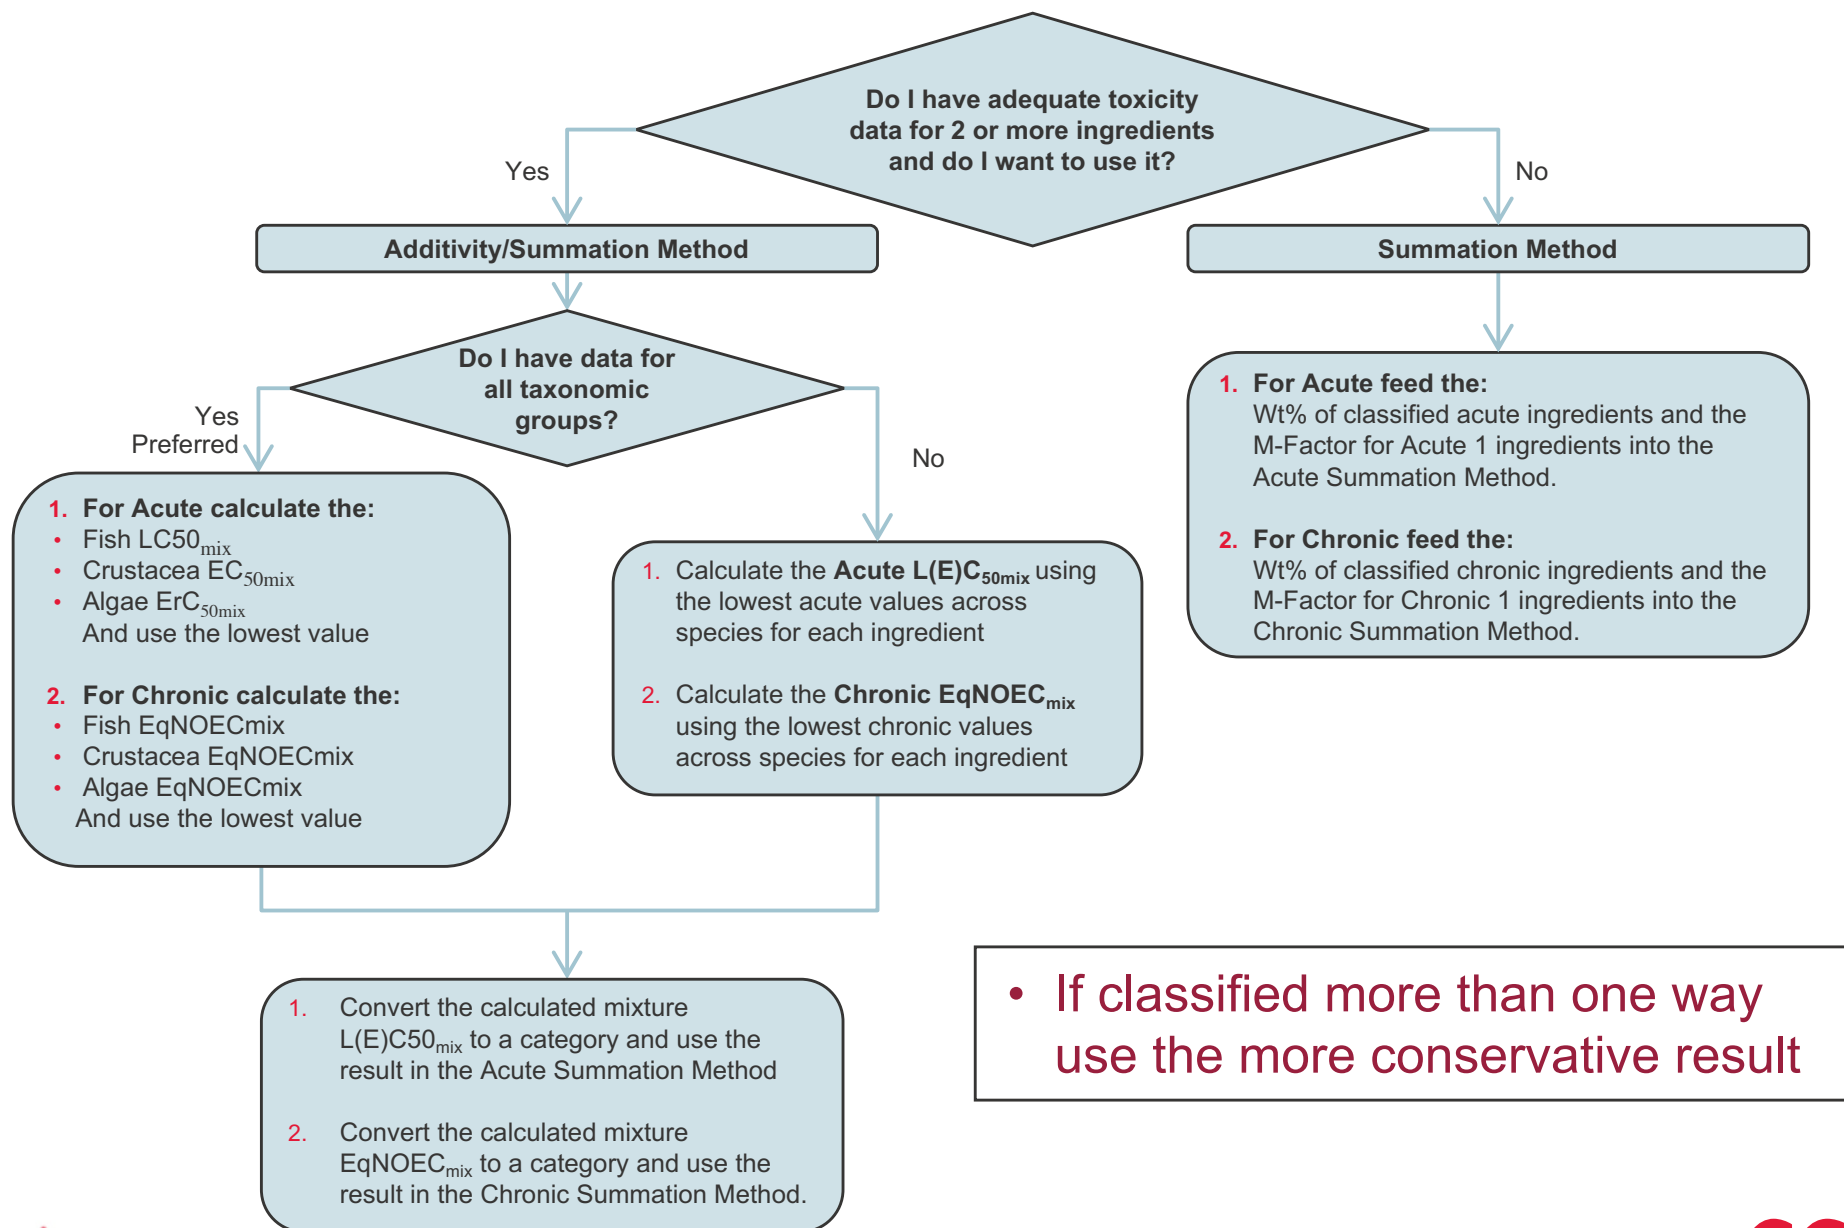 Do I have adequate toxicity
data for 2 or more ingredients
and do I want to use it?
Yes
No
Additivity/Summation Method
Summation Method
Do I have data for
all taxonomic
groups?
Yes
Preferred
No
1. For Acute calculate the:
• Fish LC50mix
• Crustacea EC50mix
• Algae ErC50mix
And use the lowest value
2. For Chronic calculate the:
• Fish EqNOECmix
• Crustacea EqNOECmix
• Algae EqNOECmix
And use the lowest value
1. Calculate the Acute L(E)C50mix using
the lowest acute values across
species for each ingredient
2. Calculate the Chronic EqNOECmix
using the lowest chronic values
across species for each ingredient
1. For Acute feed the:
Wt% of classified acute ingredients and the
M-Factor for Acute 1 ingredients into the
Acute Summation Method.
2. For Chronic feed the:
Wt% of classified chronic ingredients and the
M-Factor for Chronic 1 ingredients into the
Chronic Summation Method.
1. Convert the calculated mixture
L(E)C50mix to a category and use the
result in the Acute Summation Method
2. Convert the calculated mixture
EqNOECmix to a category and use the
result in the Chronic Summation Method.
• If classified more than one way
use the more conservative result